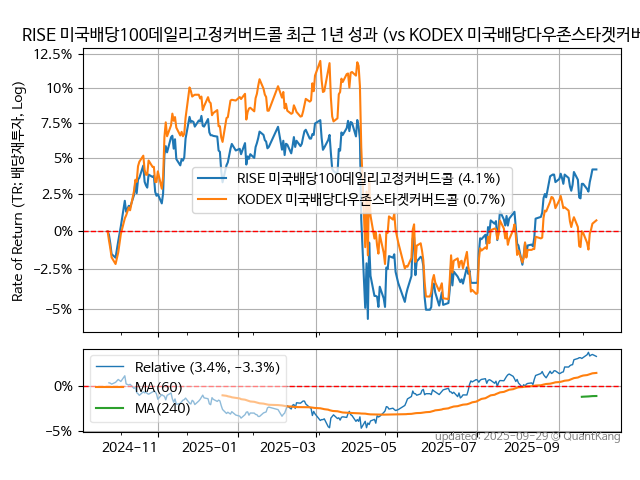 RISE 미국배당100데일리고정커버드콜 최근 1년 성과 (vs KODEX 미국배당다우존스타겟커버
Rate of Return (TR: 배당재투자, Log)
12.5%
10%
7.5%
5%
2.5%
0%
−2.5%
−5%
RISE 미국배당100데일리고정커버드콜 (4.1%)
KODEX 미국배당다우존스타겟커버드콜 (0.7%)
0%
−5%
Relative (3.4%, −3.3%)
MA(60)
MA(240)
updated: 2025−09−29 © QuantKang
2024−11
2025−01
2025−03
2025−05
2025−07
2025−09